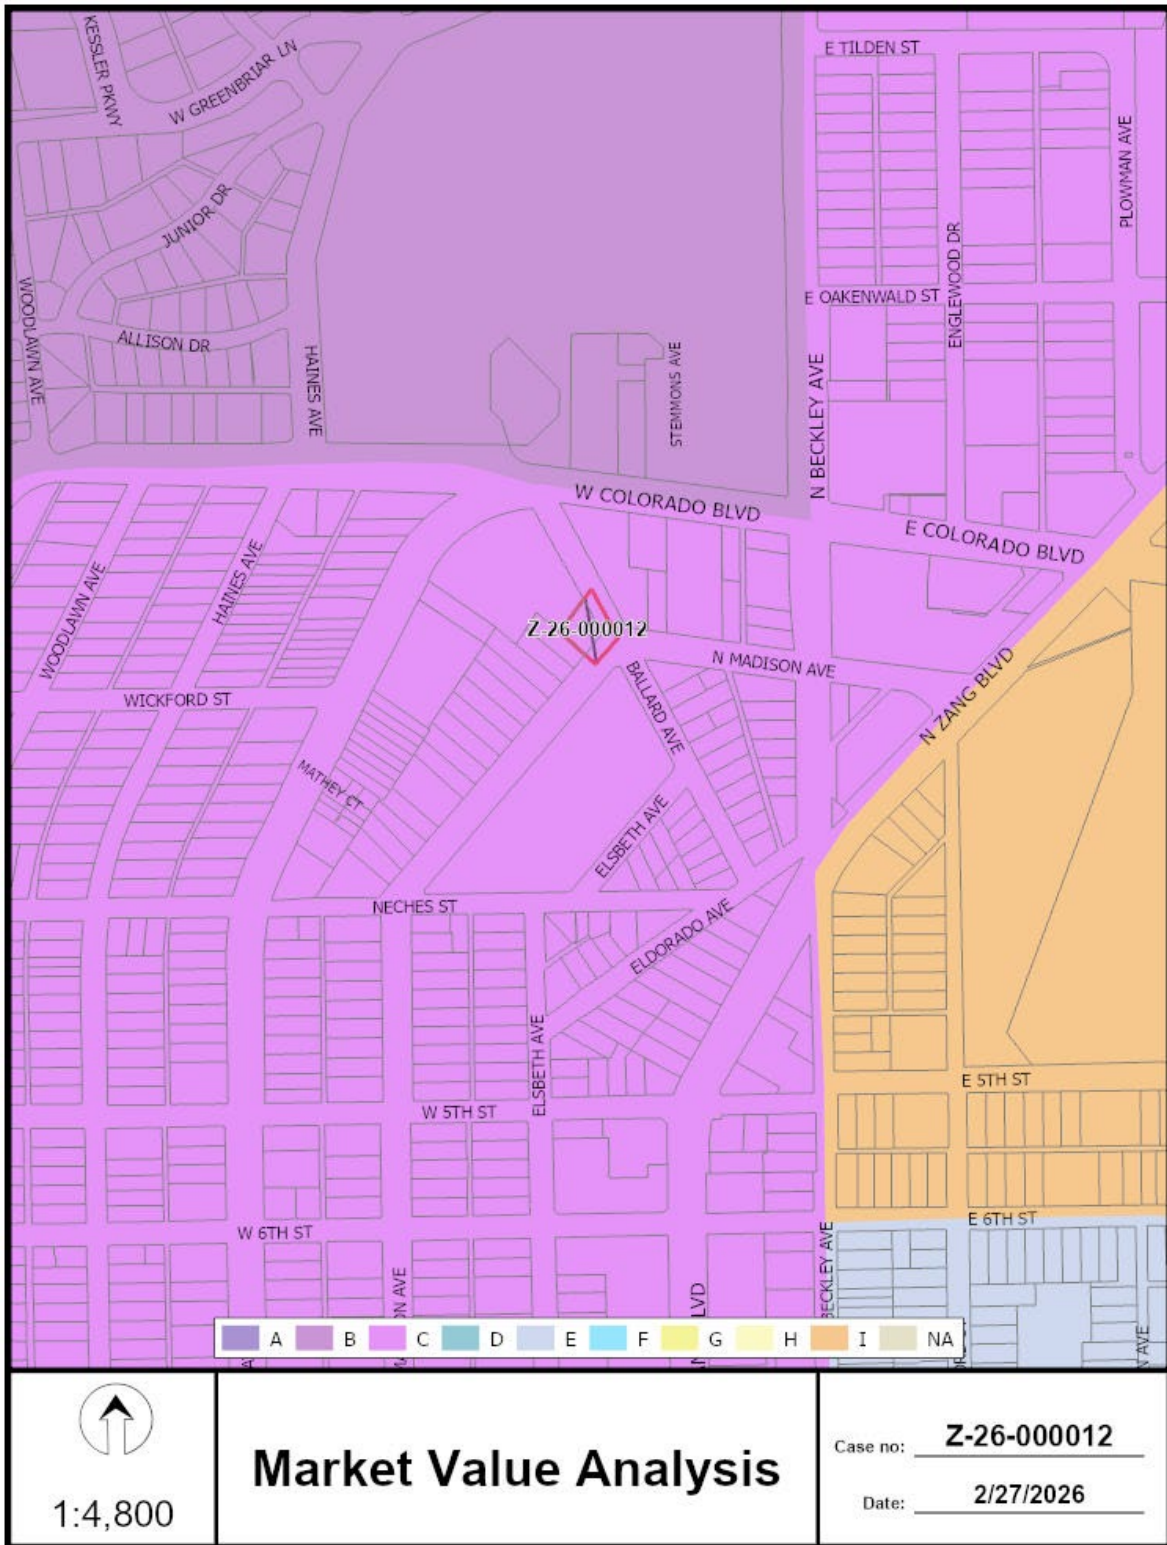 KESSLER PKWY
W GREENBRIAR LN
E TILDEN ST
PLOWMAN AVE
JUNIOR DR
ENGLEWOOD DR
WOODLAWN AVE
E OAKENWALD ST
ALLISON DR
HAINES AVE
STEMMONS AVE
N BECKLEY AVE
W COLORADO BLVD
E COLORADO BLVD
WOODLAWN AVE
HAINES AVE
Z-26-000012
N MADISON AVE
BALLARD AVE
N ZANG BLVD
WICKFORD ST
MATHEY CT
ELSBETH AVE
NECHES ST
ELDORADO AVE
ELSBETH AVE
E 5TH ST
W 5TH ST
E 6TH ST
W 6TH ST
BECKLEY AVE
ON AVE
LVD
N AVE
A B C D E F G H I NA
1:4,800
Market Value Analysis
Case no: Z-26-000012
Date: 2/27/2026